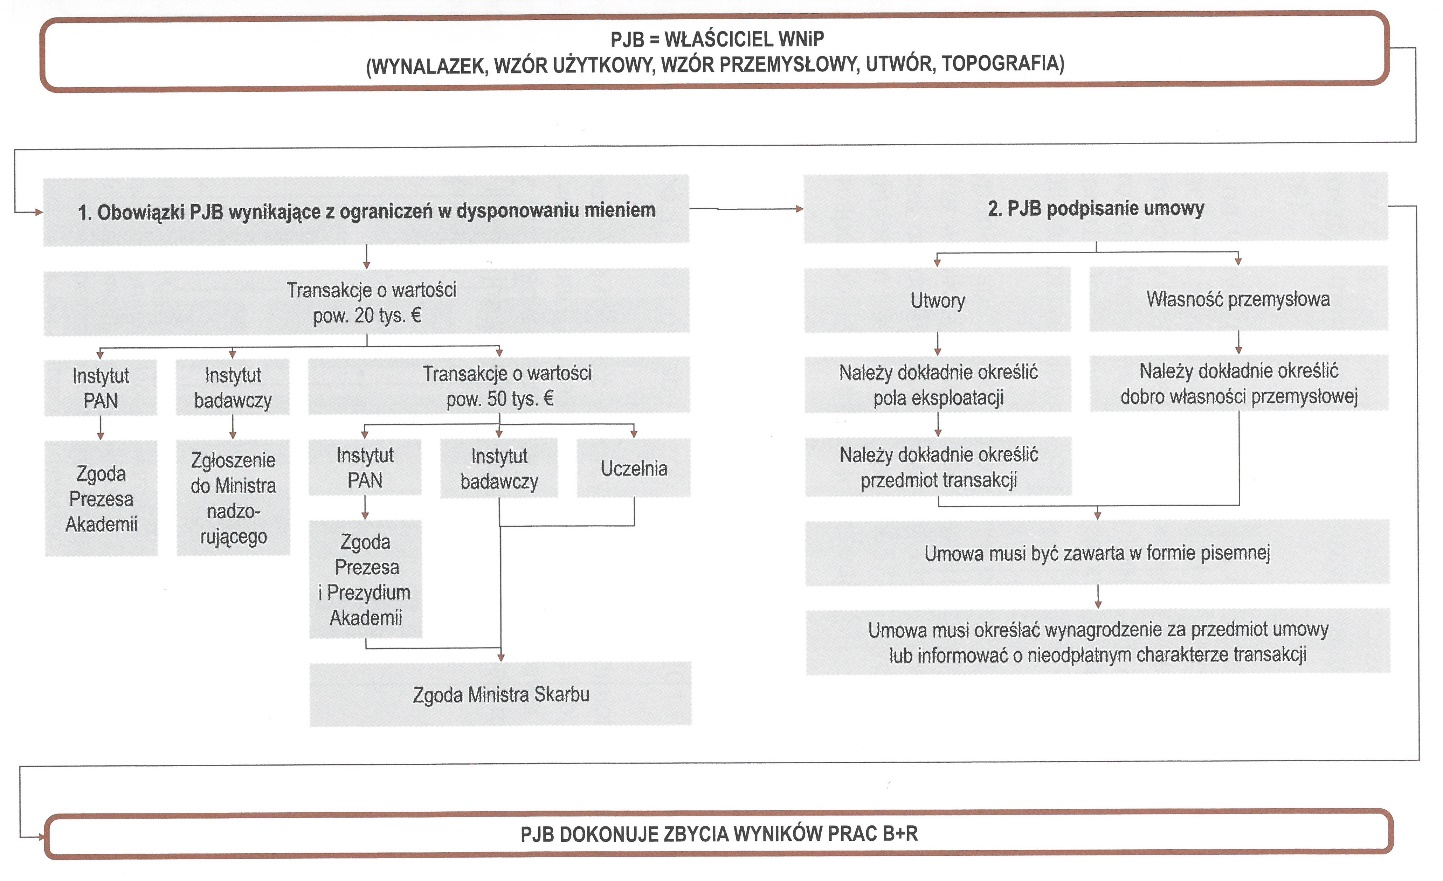 PJB = WŁAŚCICIEL WNiP
(WYNALAZEK, WZÓR UŻYTKOWY, WZÓR PRZEMYSŁOWY, UTWÓR, TOPOGRAFIA)
1. Obowiązki PJB wynikające z ograniczeń w dysponowaniu mieniem
Transakcje o wartości
pow. 20 tys. €
Instytut
PAN
Zgoda
Prezesa
Akademii
Instytut
badawczy
Zgłoszenie
do Ministra
nadzo-
rującego
Transakcje o wartości
pow. 50 tys. €
Instytut
PAN
Zgoda
Prezesa
i Prezydium
Akademii
Instytut
badawczy
Uczelnia
Zgoda Ministra Skarbu
2. PJB podpisanie umowy
Utwory
Należy dokładnie określić
pola eksploatacji
Należy dokładnie określić
przedmiot transakcji
Własność przemysłowa
Należy dokładnie określić
dobro własności przemysłowej
Umowa musi być zawarta w formie pisemnej
Umowa musi określać wynagrodzenie za przedmiot umowy
lub informować o nieodpłatnym charakterze transakcji
PJB DOKONUJE ZBYCIA WYNIKÓW PRAC B+R